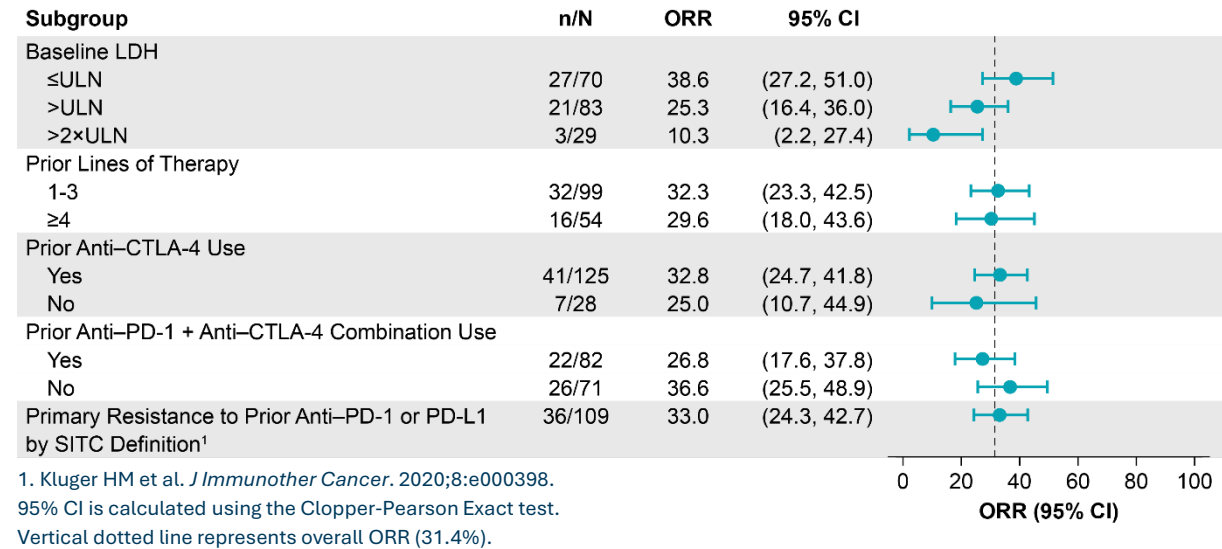 Subgroup n/N ORR 95% CI
Baseline LDH
≤ULN 27/70 38.6 (27.2, 51.0)
>ULN 21/83 25.3 (16.4, 36.0)
>2×ULN 3/29 10.3 (2.2, 27.4)
Prior Lines of Therapy
1-3 32/99 32.3 (23.3, 42.5)
≥4 16/54 29.6 (18.0, 43.6)
Prior Anti–CTLA-4 Use
Yes 41/125 32.8 (24.7, 41.8)
No 7/28 25.0 (10.7, 44.9)
Prior Anti–PD-1 + Anti–CTLA-4 Combination Use
Yes 22/82 26.8 (17.6, 37.8)
No 26/71 36.6 (25.5, 48.9)
Primary Resistance to Prior Anti–PD-1 or PD-L1 36/109 33.0 (24.3, 42.7)
by SITC Definition¹
0 20 40 60 80 100
ORR (95% CI)
1. Kluger HM et al. J Immunother Cancer. 2020;8:e000398.
95% CI is calculated using the Clopper-Pearson Exact test.
Vertical dotted line represents overall ORR (31.4%).